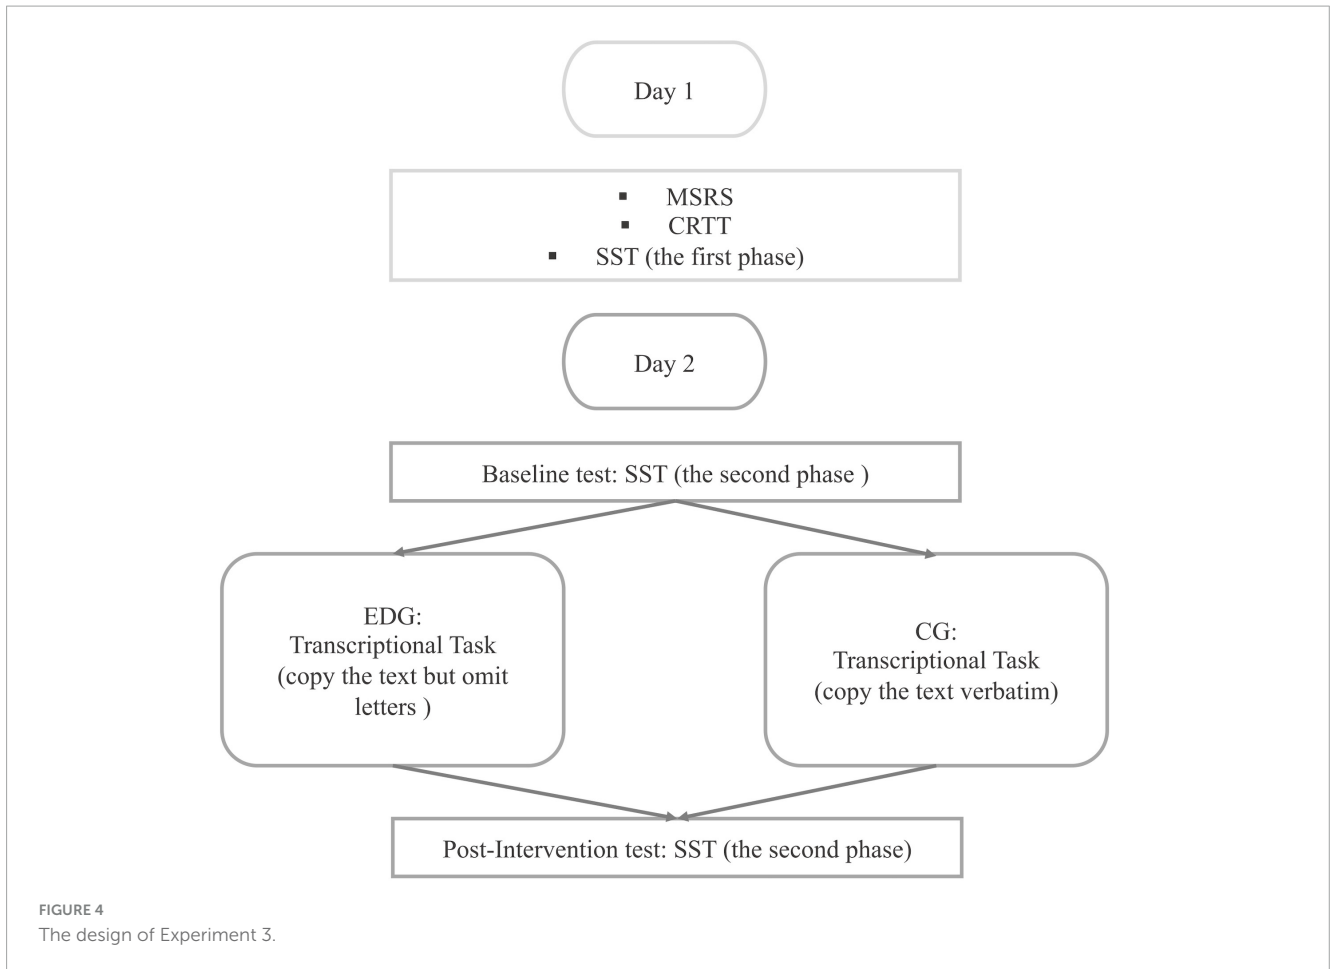 Day 1
▪ MSRS
▪ CRTT
▪ SST (the first phase)
Day 2
Baseline test: SST (the second phase )
EDG:
Transcriptional Task
(copy the text but omit
letters )
CG:
Transcriptional Task
(copy the text verbatim)
Post-Intervention test: SST (the second phase)
FIGURE 4
The design of Experiment 3.